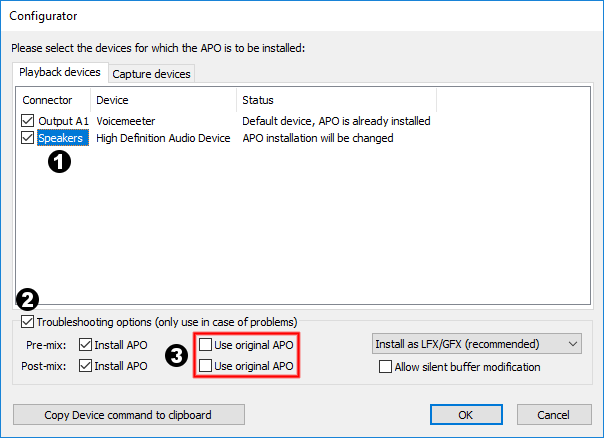 Configurator
Please select the devices for which the APO is to be installed:
Playback devices Capture devices
Connector Device Status
Output A1 Voicemeeter Default device, APO is already installed
Speakers High Definition Audio Device APO installation will be changed
1
2
Troubleshooting options (only use in case of problems)
Pre-mix: Install APO Use original APO Install as LFX/GFX (recommended)
3
Post-mix: Install APO Use original APO Allow silent buffer modification
Copy Device command to clipboard OK Cancel